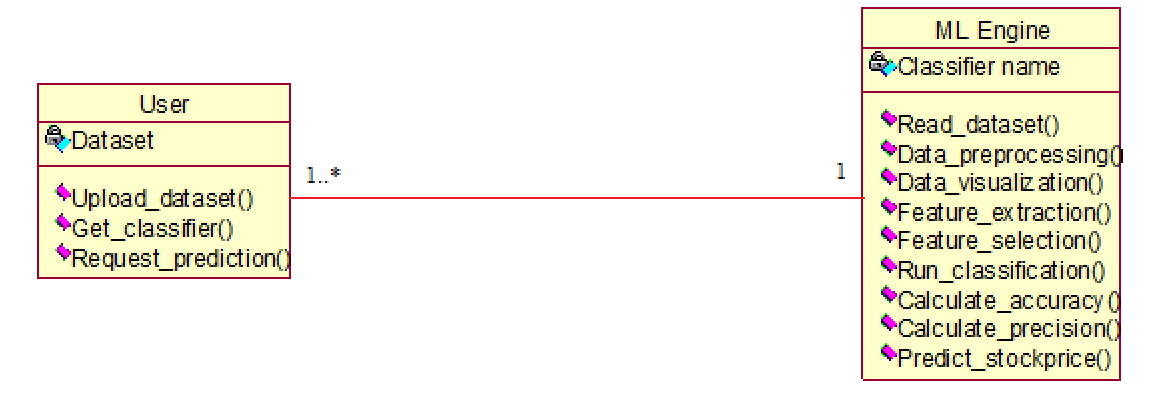 User
Dataset
Upload_dataset()
Get_classifier()
Request_prediction()
1..*
1
ML Engine
Classifier name
Read_dataset()
Data_preprocessing()
Data_visualization()
Feature_extraction()
Feature_selection()
Run_classification()
Calculate_accuracy()
Calculate_precision()
Predict_stockprice()